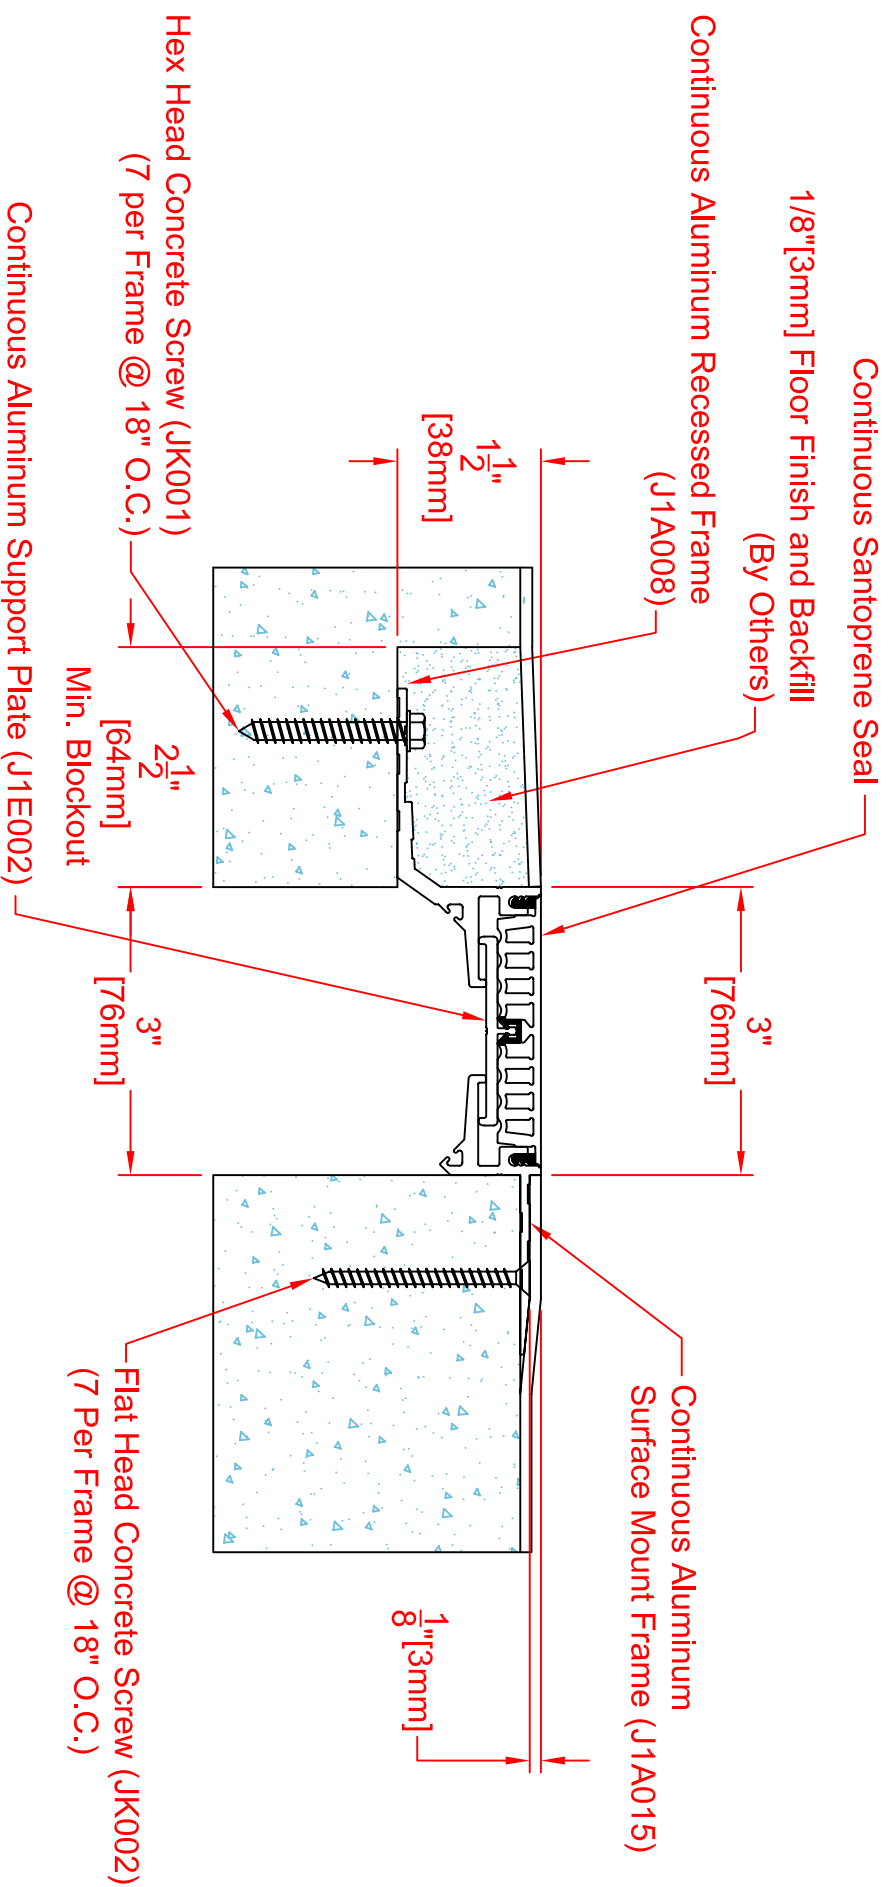 Continuous Santoprene Seal
1/8"[3mm] Floor Finish and Backfill
(By Others)
Continuous Aluminum Recessed Frame
(J1A008)
1 1/2"
[38mm]
Hex Head Concrete Screw (JK001)
(7 per Frame @ 18" O.C.)
Continuous Aluminum Support Plate (J1E002)
2 1/2"
[64mm]
Min. Blockout
3"
[76mm]
3"
[76mm]
Continuous Aluminum
Surface Mount Frame (J1A015)
1/8"[3mm]
Flat Head Concrete Screw (JK002)
(7 Per Frame @ 18" O.C.)